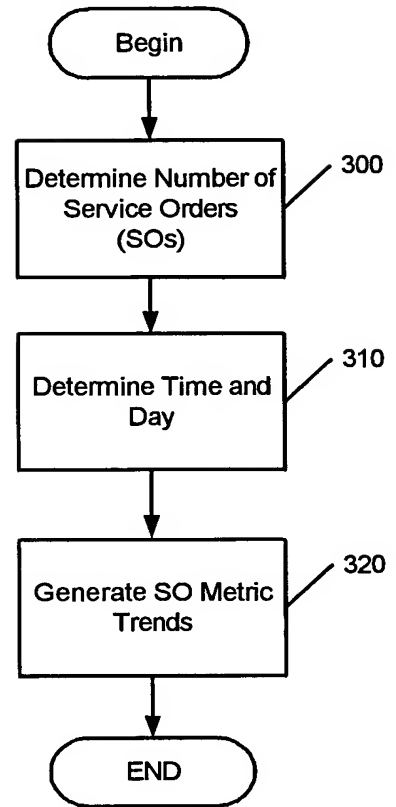 Begin
Determine Number of
Service Orders
(SOs)
300
Determine Time and
Day
310
Generate SO Metric
Trends
320
END